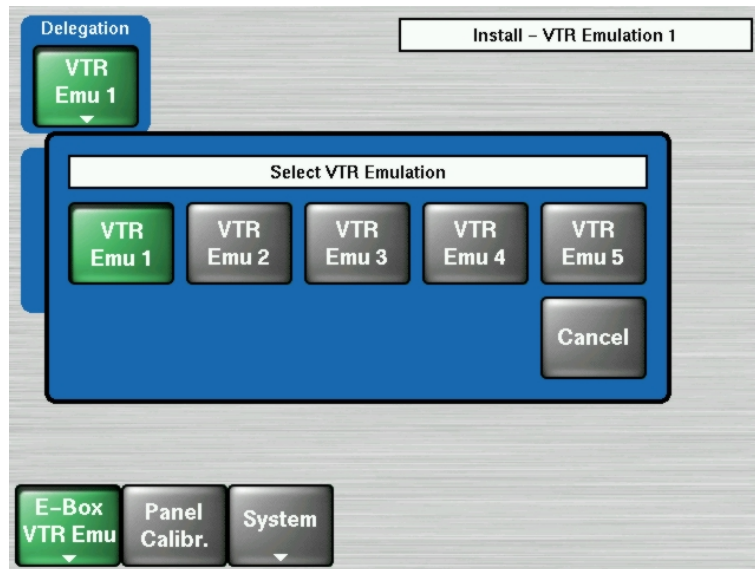 Delegation
Install – VTR Emulation 1
VTR
Emu 1
Select VTR Emulation
VTR
Emu 1
VTR
Emu 2
VTR
Emu 3
VTR
Emu 4
VTR
Emu 5
Cancel
E–Box
VTR Emu
Panel
Calibr.
System